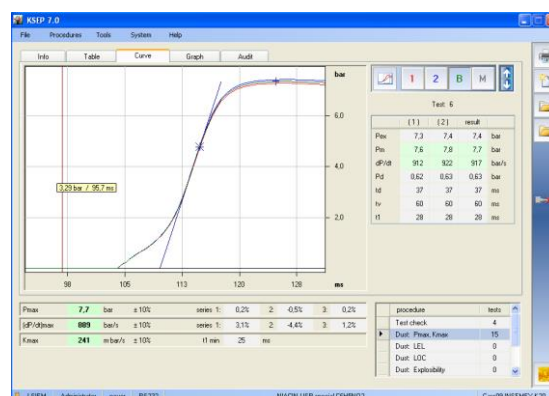 KSEP 7.0
File Procedures Tools System Help
Info Table Curve Graph Audit
bar
6,0
4,0
2,0
98 105 113 120 128 ms
1 2 B M
Test 6
(1) (2) result
Pex 7,3 7,4 7,4 bar
Pm 7,6 7,8 7,7 bar
dP/dt 912 922 917 bar/s
Pd 0,62 0,63 0,63 bar
td 37 37 37 ms
tv 60 60 60 ms
t1 28 28 28 ms
3,29 bar / 95,7 ms
Pmax 7,7 bar ±10% series 1: 0,2% 2: -0,5% 3: 0,2%
(dP/dt)max 889 bar/s ±10% series 1: 3,1% 2: -4,4% 3: 1,2%
Kmax 241 m bar/s ±10% t1 min 25 ms
procedure tests
Test check 4
Dust: Pmax, Kmax 15
Dust: LEL 0
Dust: LOC 0
Dust: Explosibility 0